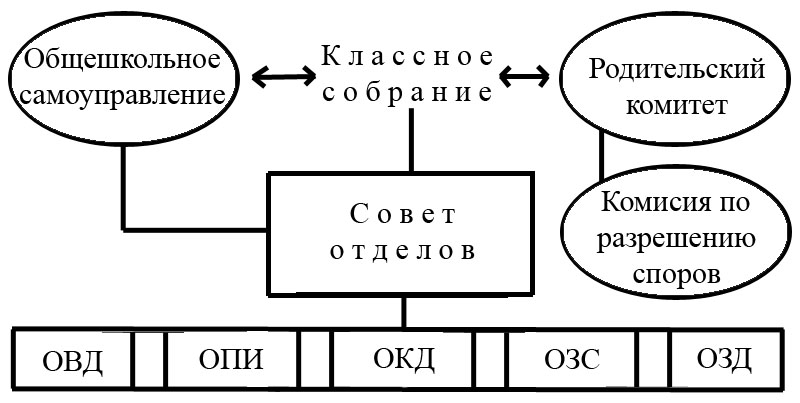 Общешкольное
самоуправление
Классное
собрание
Родительский
комитет
Комисия по
разрешению
споров
Совет
отделов
ОВД
ОПИ
ОКД
ОЗС
ОЗД